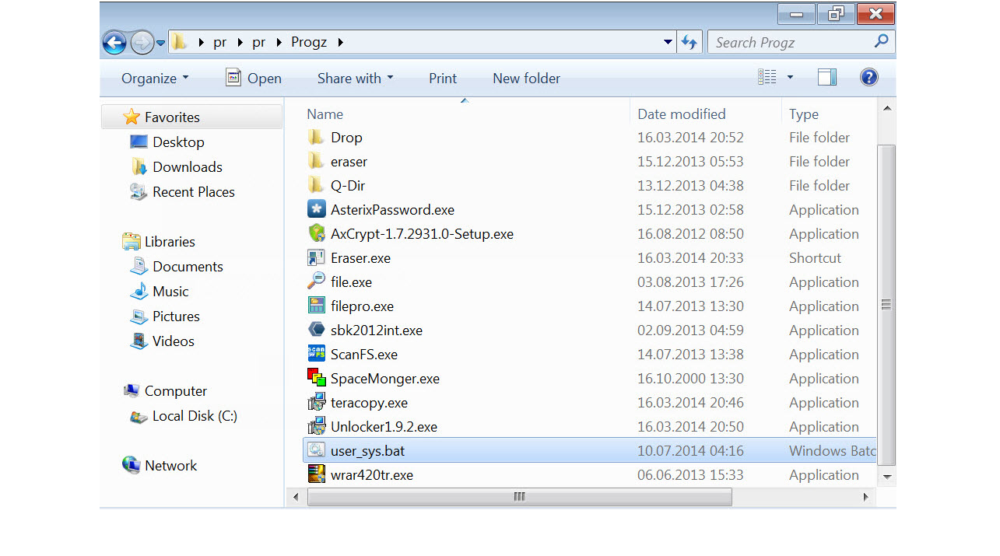 pr pr Progz Search Progz
Organize Open Share with Print New folder
Favorites
Desktop
Downloads
Recent Places
Libraries
Documents
Music
Pictures
Videos
Computer
Local Disk (C:)
Network
Name Date modified Type
Drop 16.03.2014 20:52 File folder
eraser 15.12.2013 05:53 File folder
Q-Dir 13.12.2013 04:38 File folder
AsterixPassword.exe 15.12.2013 02:58 Application
AxCrypt-1.7.2931.0-Setup.exe 16.08.2012 08:50 Application
Eraser.exe 16.03.2014 20:33 Shortcut
file.exe 03.08.2013 17:26 Application
filepro.exe 14.07.2013 13:30 Application
sbk2012int.exe 02.09.2013 04:59 Application
ScanFS.exe 14.07.2013 13:38 Application
SpaceMonger.exe 16.10.2000 13:30 Application
teracopy.exe 16.03.2014 20:46 Application
Unlocker1.9.2.exe 16.03.2014 20:50 Application
user_sys.bat 10.07.2014 04:16 Windows Batc
wrar420tr.exe 06.06.2013 15:33 Application